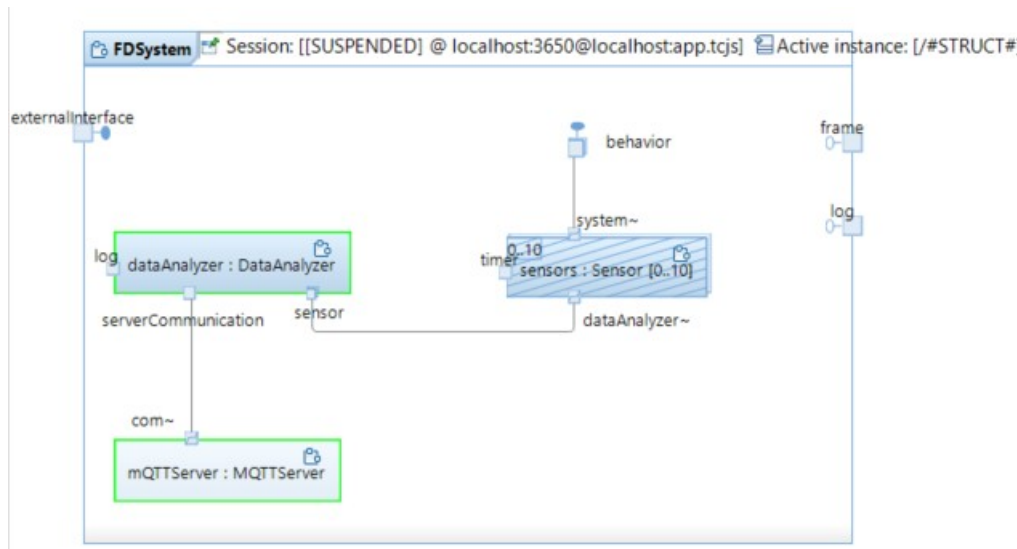 FDSystem Session: [[SUSPENDED] @ localhost:3650@localhost:app.tcjs] Active instance: [/#STRUCT#
externalInterface
behavior
frame
system~
log
log
dataAnalyzer : DataAnalyzer
timer
0..10
sensors : Sensor [0..10]
serverCommunication
sensor
dataAnalyzer~
com~
mQTTServer : MQTTServer